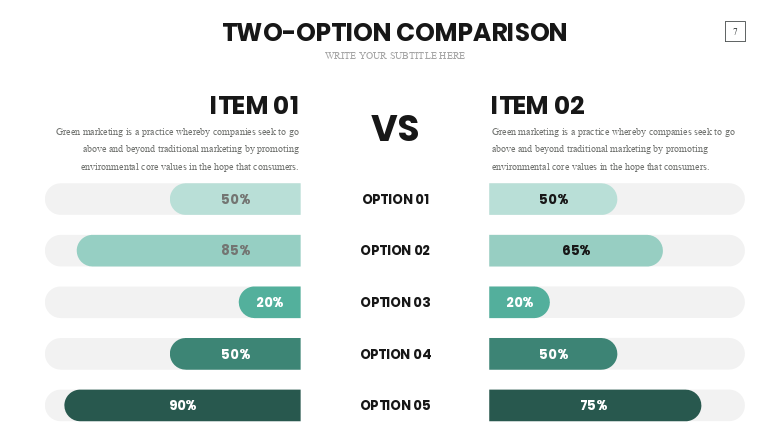 TWO-OPTION COMPARISON
7
WRITE YOUR SUBTITLE HERE
ITEM 01
Green marketing is a practice whereby companies seek to go
above and beyond traditional marketing by promoting
environmental core values in the hope that consumers.
VS
ITEM 02
Green marketing is a practice whereby companies seek to go
above and beyond traditional marketing by promoting
environmental core values in the hope that consumers.
50% OPTION 01 50%
85% OPTION 02 65%
20% OPTION 03 20%
50% OPTION 04 50%
90% OPTION 05 75%